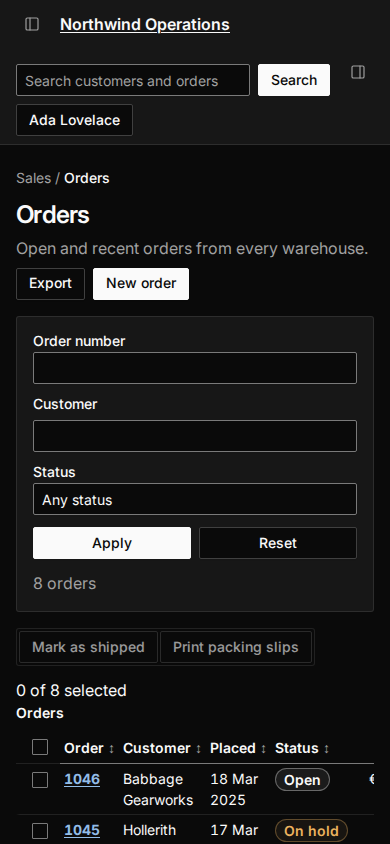 Northwind Operations
Search customers and orders
Search
Ada Lovelace
Sales / Orders
Orders
Open and recent orders from every warehouse.
Export
New order
Order number
Customer
Status
Any status
Apply
Reset
8 orders
Mark as shipped
Print packing slips
0 of 8 selected
Orders
Order ↕ Customer ↕ Placed ↕ Status ↕
1046 Babbage Gearworks 18 Mar 2025 Open €
1045 Hollerith 17 Mar On hold